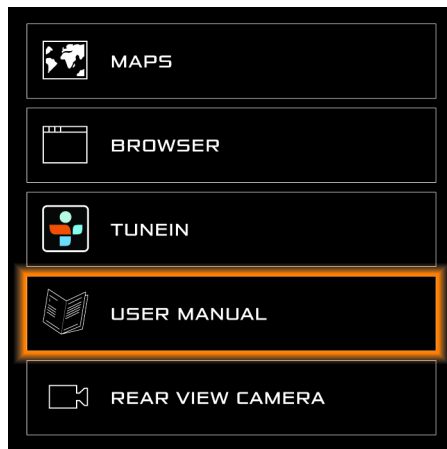 MAPS
BROWSER
TUNEIN
USER MANUAL
REAR VIEW CAMERA